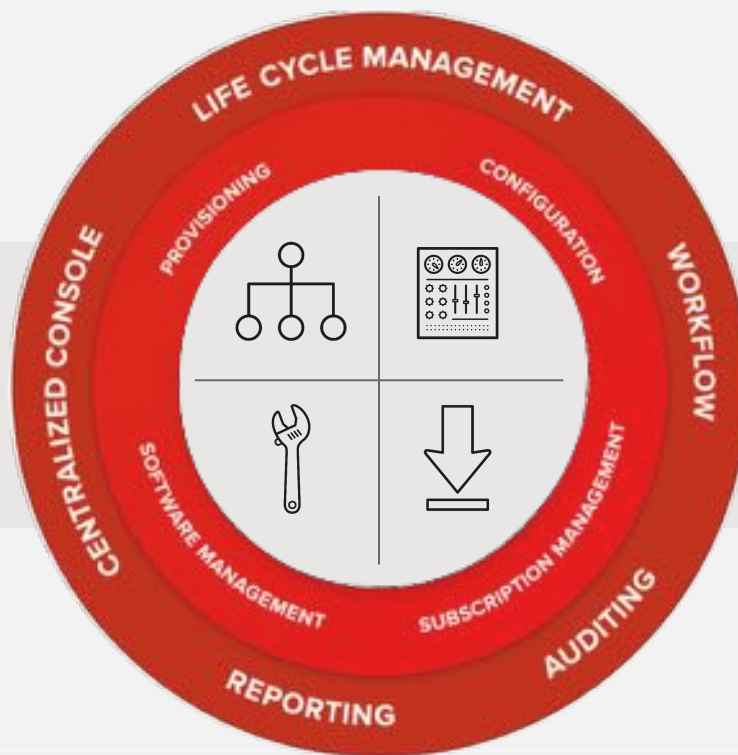 LIFE CYCLE MANAGEMENT
PROVISIONING
CONFIGURATION
CENTRALIZED CONSOLE
WORKFLOW
SOFTWARE MANAGEMENT
SUBSCRIPTION MANAGEMENT
AUDITING
REPORTING